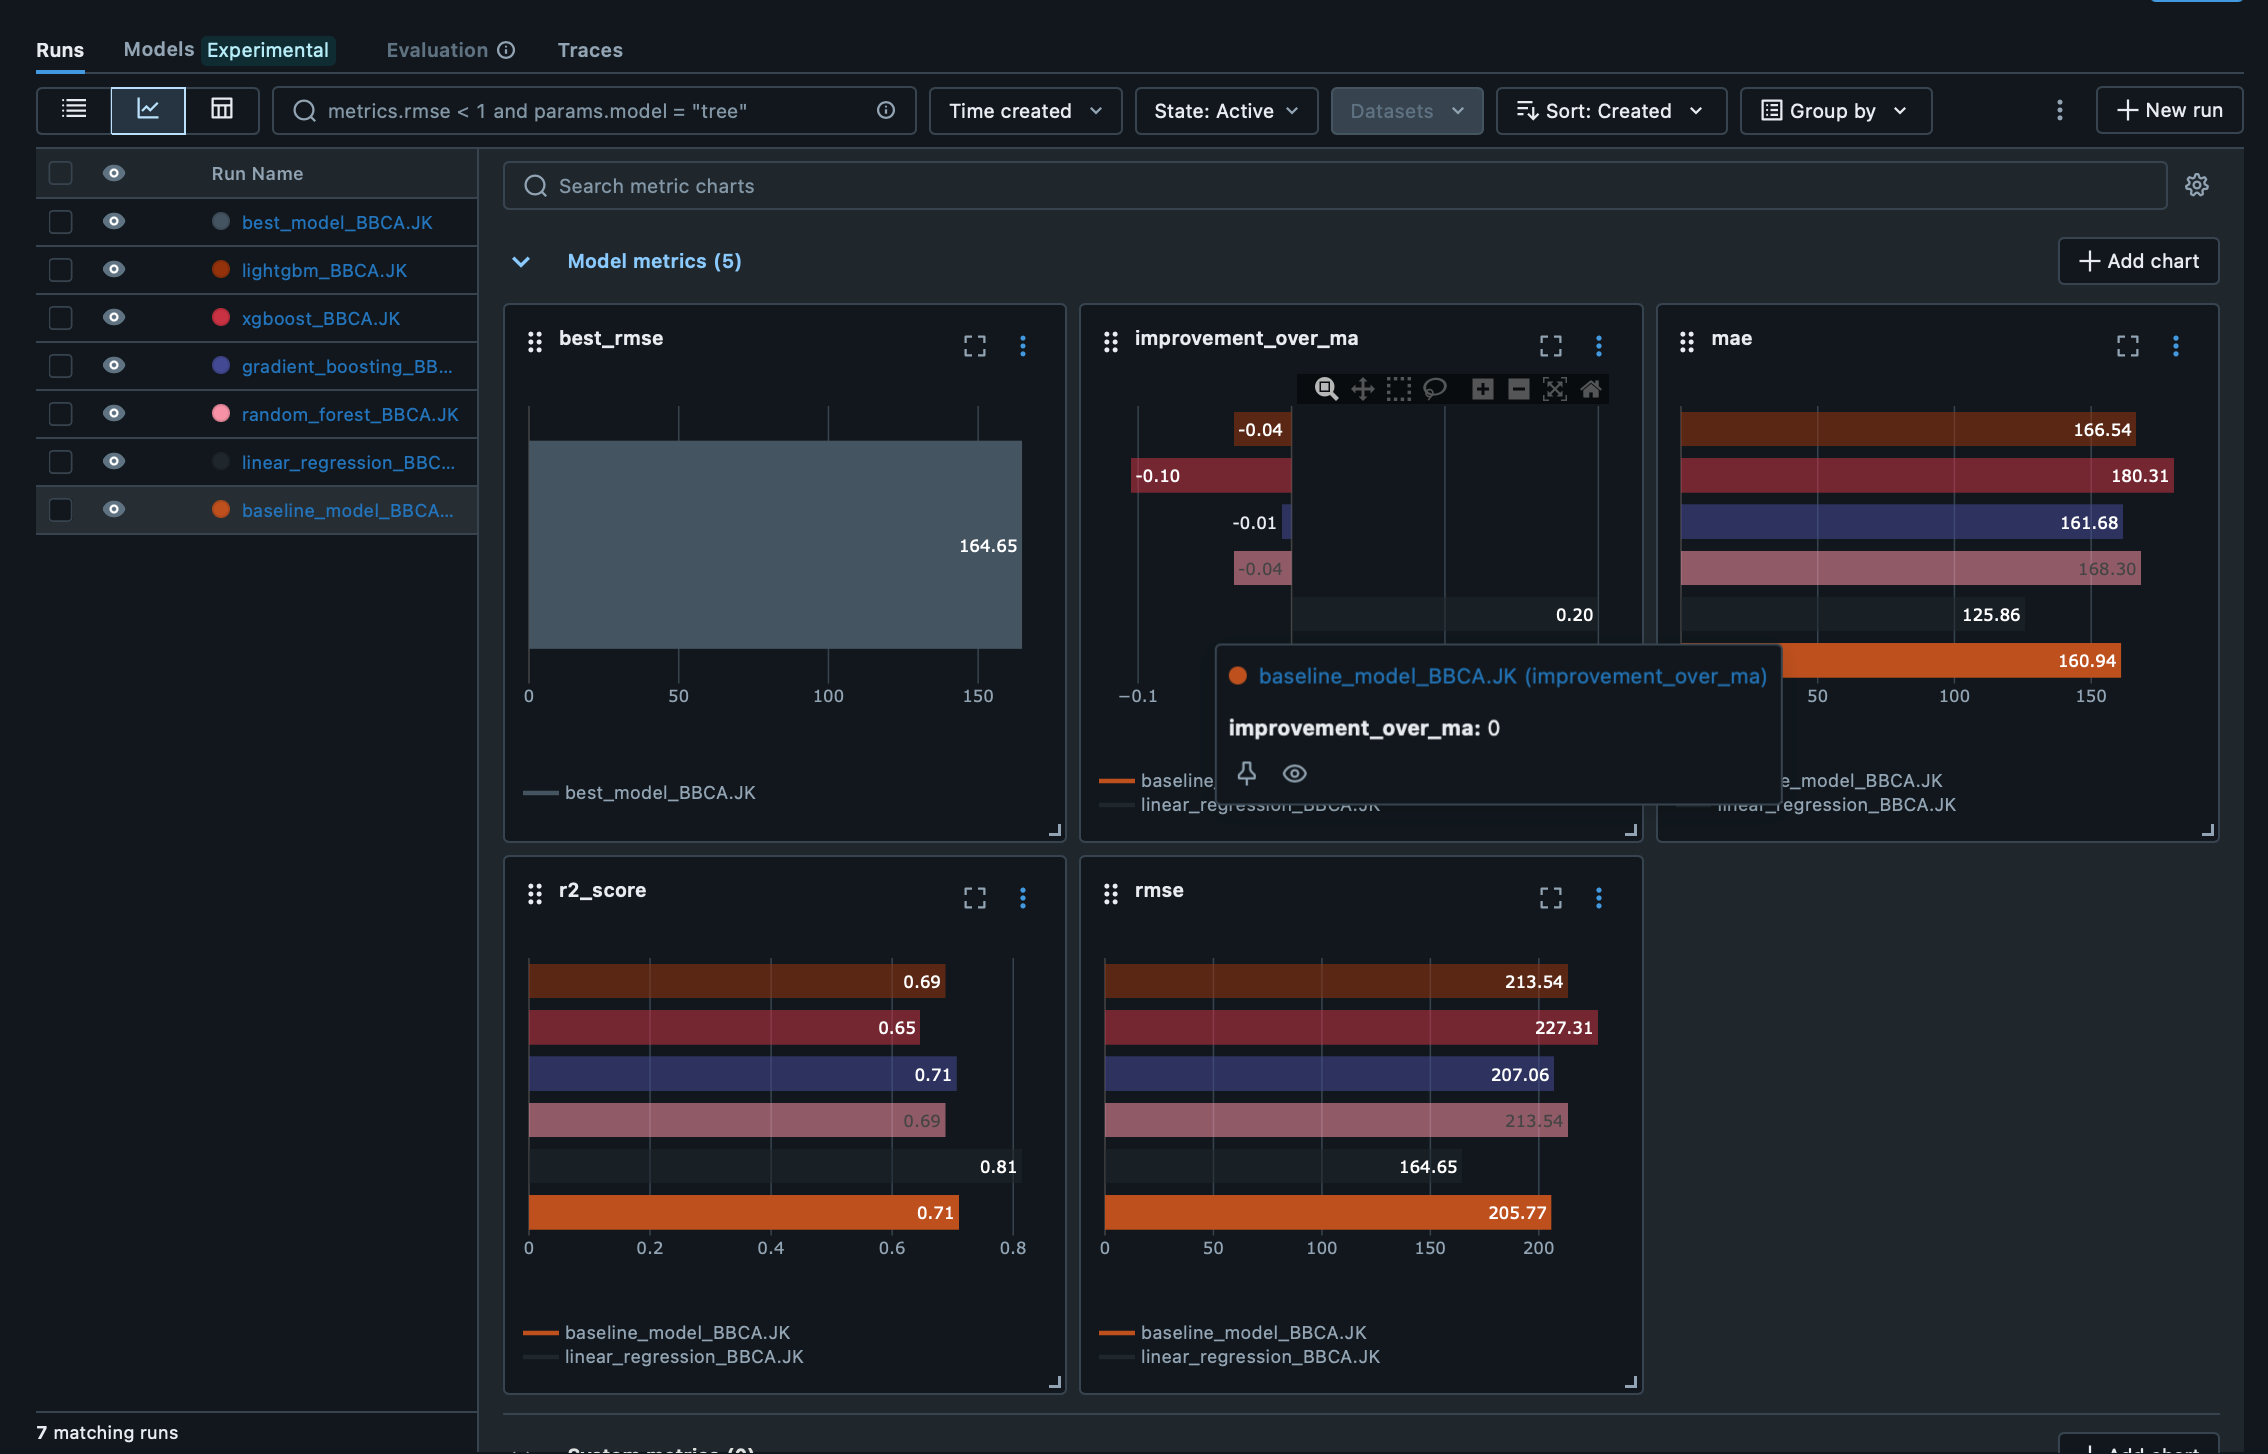 Runs
Models Experimental
Evaluation
Traces
metrics.rmse < 1 and params.model = "tree"
Time created
State: Active
Datasets
Sort: Created
Group by
New run
Run Name
best_model_BBCA.JK
lightgbm_BBCA.JK
xgboost_BBCA.JK
gradient_boosting_BB...
random_forest_BBCA.JK
linear_regression_BBC...
baseline_model_BBCA...
7 matching runs
Search metric charts
Model metrics (5)
Add chart
best_rmse
164.65
0 50 100 150
best_model_BBCA.JK
improvement_over_ma
-0.04
-0.10
-0.01
-0.04
0.20
−0.1
baseline_model_BBCA.JK (improvement_over_ma)
improvement_over_ma: 0
baseline
linear_regression_BBCA.JK
mae
166.54
180.31
161.68
168.30
125.86
160.94
50 100 150
e_model_BBCA.JK
linear_regression_BBCA.JK
r2_score
0.69
0.65
0.71
0.69
0.81
0.71
0 0.2 0.4 0.6 0.8
baseline_model_BBCA.JK
linear_regression_BBCA.JK
rmse
213.54
227.31
207.06
213.54
164.65
205.77
0 50 100 150 200
baseline_model_BBCA.JK
linear_regression_BBCA.JK
System metrics (0)
Add chart